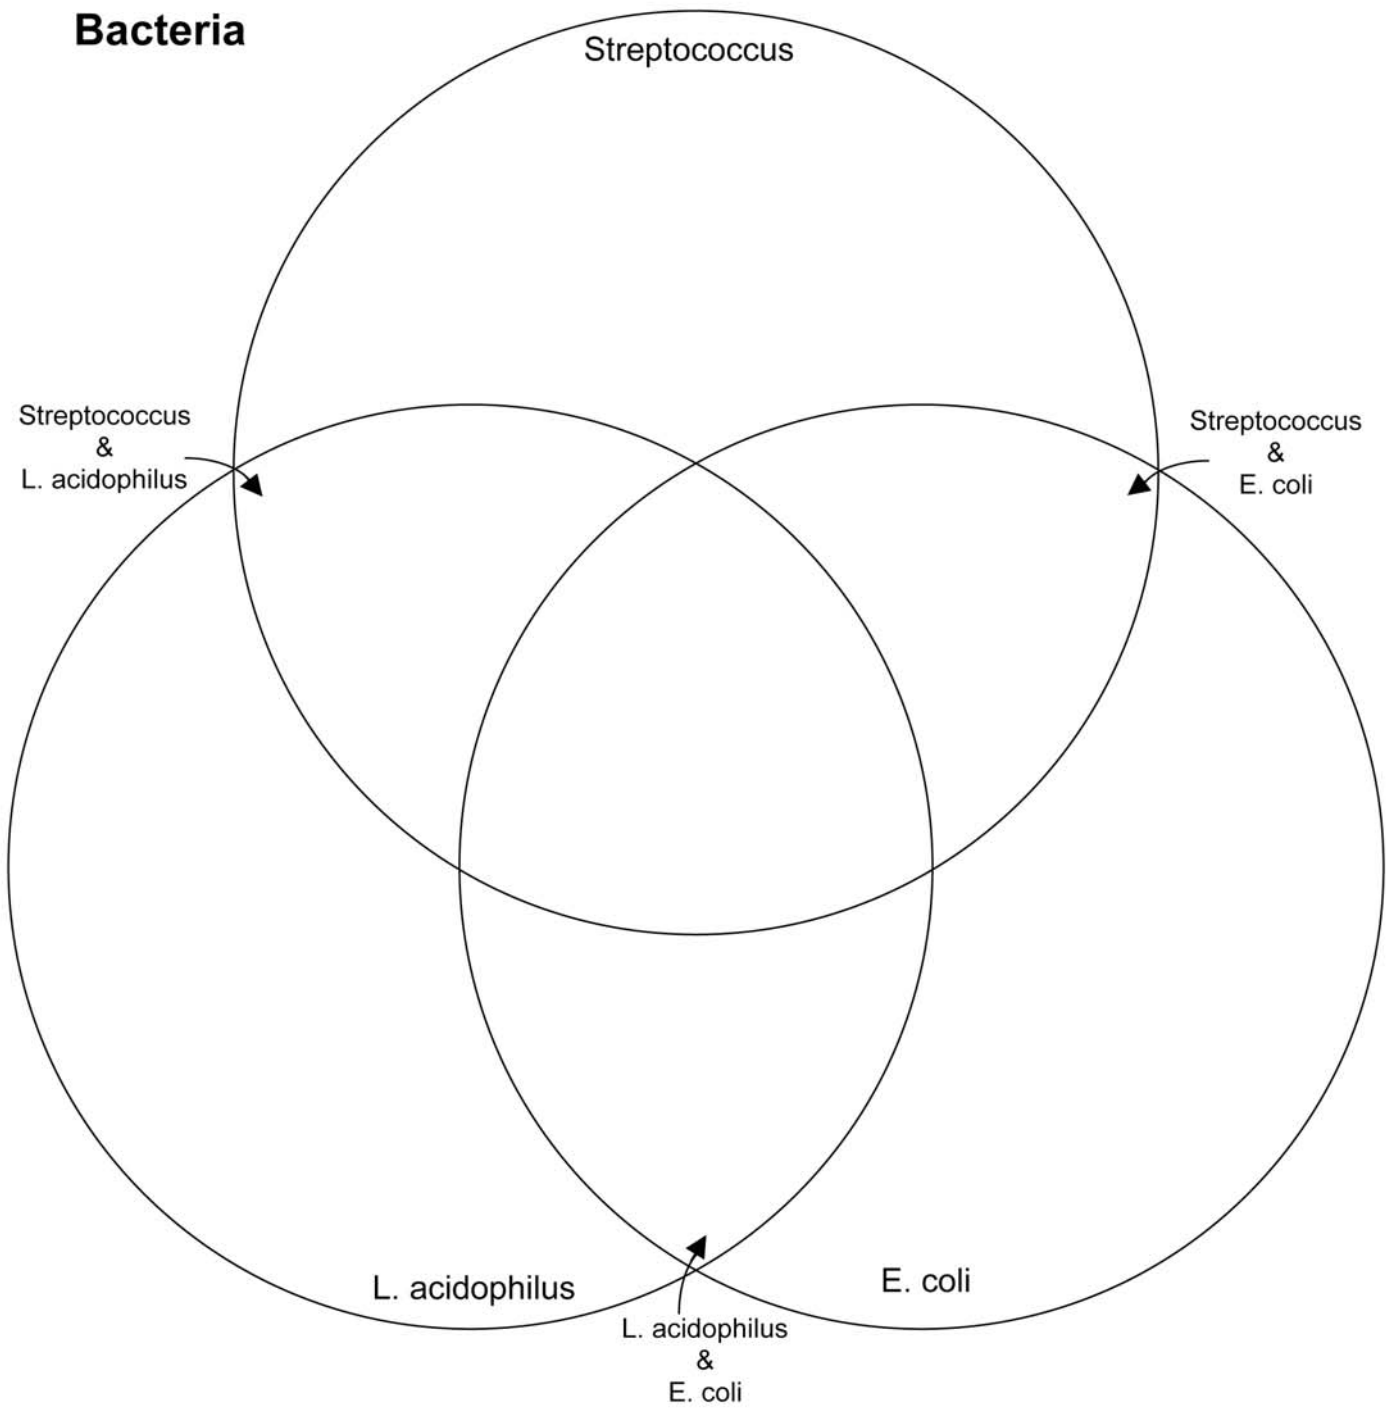 Bacteria
Streptococcus
Streptococcus
&
L. acidophilus
Streptococcus
&
E. coli
L. acidophilus
E. coli
L. acidophilus
&
E. coli